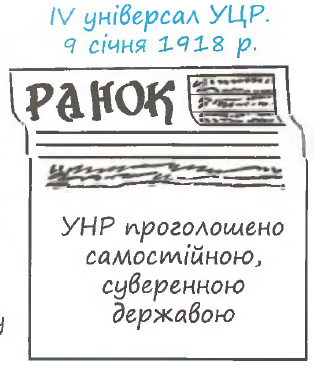 IV універсал УЦР.
9 січня 1918 р.
РАНОК
УНР проголошено
самостійною,
суверенною
державою
у